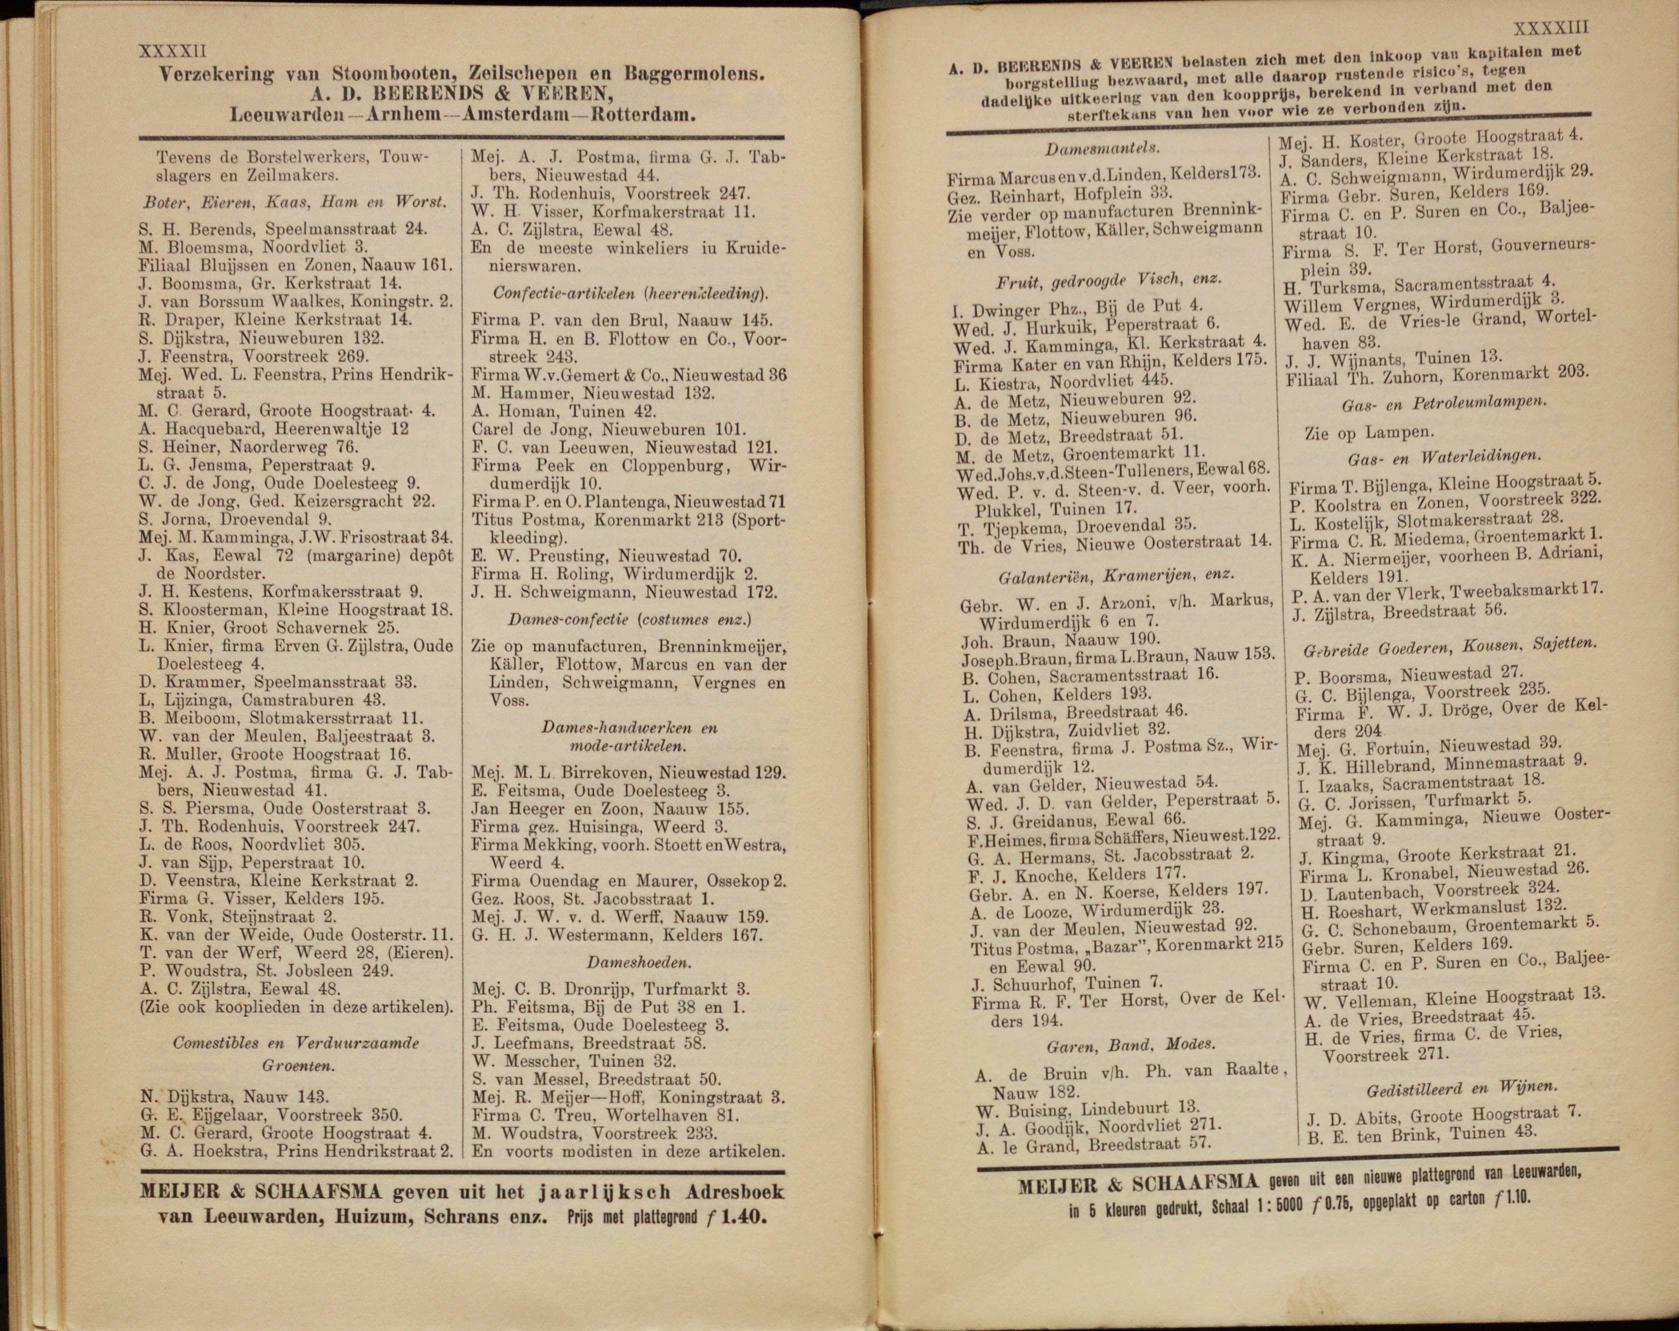 XXXXII
Verzekering van Stoombooten, Zeilschepen en Baggermolens.
A. D. BEERENDS & VEEREN,
Leeuwarden—Arnhem—Amsterdam—Rotterdam.
Tevens de Borstelwerkers, Touw-
slagers en Zeilmakers.
Boter, Eieren, Kaas, Ham en Worst.
S. H. Berends, Speelmansstraat 24.
M. Bloemsma, Noordvliet 3.
Filiaal Bluijssen en Zonen, Naauw 161.
J. Boomsma, Gr. Kerkstraat 14.
J. van Borssum Waalkes, Koningstr. 2.
R. Draper, Kleine Kerkstraat 14.
S. Dijkstra, Nieuweburen 132.
J. Feenstra, Voorstreek 269.
Mej. Wed. L. Feenstra, Prins Hendrik-
straat 5.
M. C. Gerard, Groote Hoogstraat 4.
A. Hacquebard, Heerenwaltje 12
S. Heiner, Naorderweg 76.
L. G. Jensma, Peperstraat 9.
C. J. de Jong, Oude Doelesteeg 9.
W. de Jong, Ged. Keizersgracht 22.
S. Jorna, Droevendal 9.
Mej. M. Kamminga, J.W. Frisostraat 34.
J. Kas, Eewal 72 (margarine) depôt
de Noordster.
J. H. Kestens, Korfmakersstraat 9.
S. Kloosterman, Kleine Hoogstraat 18.
H. Knier, Groot Schavernek 25.
L. Knier, firma Erven G. Zijlstra, Oude
Doelesteeg 4.
D. Krammer, Speelmansstraat 33.
L, Lijzinga, Camstraburen 43.
B. Meiboom, Slotmakersstrraat 11.
W. van der Meulen, Baljeestraat 3.
R. Muller, Groote Hoogstraat 16.
Mej. A. J. Postma, firma G. J. Tab-
bers, Nieuwestad 41.
S. S. Piersma, Oude Oosterstraat 3.
J. Th. Rodenhuis, Voorstreek 247.
L. de Roos, Noordvliet 305.
J. van Sijp, Peperstraat 10.
D. Veenstra, Kleine Kerkstraat 2.
Firma G. Visser, Kelders 195.
R. Vonk, Steijnstraat 2.
K. van der Weide, Oude Oosterstr. 11.
T. van der Werf, Weerd 28, (Eieren).
P. Woudstra, St. Jobsleen 249.
A. C. Zijlstra, Eewal 48.
(Zie ook kooplieden in deze artikelen).
Comestibles en Verduurzaamde
Groenten.
N. Dijkstra, Nauw 143.
G. E. Eijgelaar, Voorstreek 350.
M. C. Gerard, Groote Hoogstraat 4.
G. A. Hoekstra, Prins Hendrikstraat 2.
Mej. A. J. Postma, firma G. J. Tab-
bers, Nieuwestad 44.
J. Th. Rodenhuis, Voorstreek 247.
W. H. Visser, Korfmakerstraat 11.
A. C. Zijlstra, Eewal 48.
En de meeste winkeliers iu Kruide-
nierswaren.
Confectie-artikelen (heerenkleeding).
Firma P. van den Brul, Naauw 145.
Firma H. en B. Flottow en Co., Voor-
streek 243.
Firma W.v.Gemert & Co., Nieuwestad 36
M. Hammer, Nieuwestad 132.
A. Homan, Tuinen 42.
Carel de Jong, Nieuweburen 101.
F. C. van Leeuwen, Nieuwestad 121.
Firma Peek en Cloppenburg, Wir-
dumerdijk 10.
Firma P. en O. Plantenga, Nieuwestad 71
Titus Postma, Korenmarkt 213 (Sport-
kleeding).
E. W. Preusting, Nieuwestad 70.
Firma H. Roling, Wirdumerdijk 2.
J. H. Schweigmann, Nieuwestad 172.
Dames-confectie (costumes enz.)
Zie op manufacturen, Brenninkmeijer,
Käller, Flottow, Marcus en van der
Linden, Schweigmann, Vergnes en
Voss.
Dames-handwerken en
mode-artikelen.
Mej. M. L. Birrekoven, Nieuwestad 129.
E. Feitsma, Oude Doelesteeg 3.
Jan Heeger en Zoon, Naauw 155.
Firma gez. Huisinga, Weerd 3.
Firma Mekking, voorh. Stoett en Westra,
Weerd 4.
Firma Ouendag en Maurer, Ossekop 2.
Gez. Roos, St. Jacobsstraat 1.
Mej. J. W. v. d. Werff, Naauw 159.
G. H. J. Westermann, Kelders 167.
Dameshoeden.
Mej. C. B. Dronrijp, Turfmarkt 3.
Ph. Feitsma, Bij de Put 38 en 1.
E. Feitsma, Oude Doelesteeg 3.
J. Leefmans, Breedstraat 58.
W. Messcher, Tuinen 32.
S. van Messel, Breedstraat 50.
Mej. R. Meijer—Hoff, Koningstraat 3.
Firma C. Treu, Wortelhaven 81.
M. Woudstra, Voorstreek 233.
En voorts modisten in deze artikelen.
MEIJER & SCHAAFSMA geven uit het jaarlijksch Adresboek
van Leeuwarden, Huizum, Schrans enz. Prijs met plattegrond f 1.40.
XXXXIII
A. D. BEERENDS & VEEREN belasten zich met den inkoop van kapitalen met
borgstelling bezwaard, met alle daarop rustende risico's, tegen
dadelijke uitkeering van den koopprijs, berekend in verband met den
sterftekans van hen voor wie ze verbonden zijn.
Damesmantels.
Firma Marcus en v.d. Linden, Kelders 173.
Gez. Reinhart, Hofplein 33.
Zie verder op manufacturen Brennink-
meijer, Flottow, Käller, Schweigmann
en Voss.
Fruit, gedroogde Visch, enz.
I. Dwinger Phz., Bij de Put 4.
Wed. J. Hurkuik, Peperstraat 6.
Wed. J. Kamminga, Kl. Kerkstraat 4.
Firma Kater en van Rhijn, Kelders 175.
L. Kiestra, Noordvliet 445.
A. de Metz, Nieuweburen 92.
B. de Metz, Nieuweburen 96.
D. de Metz, Breedstraat 51.
M. de Metz, Groentemarkt 11.
Wed. Johs. v.d. Steen-Tulleners, Eewal 68.
Wed. P. v. d. Steen-v. d. Veer, voorh.
Plukkel, Tuinen 17.
T. Tjepkema, Droevendal 35.
Th. de Vries, Nieuwe Oosterstraat 14.
Galanteriën, Kramerijen, enz.
Gebr. W. en J. Arzoni, v/h. Markus,
Wirdumerdijk 6 en 7.
Joh. Braun, Naauw 190.
Joseph. Braun, firma L. Braun, Nauw 153.
B. Cohen, Sacramentsstraat 16.
L. Cohen, Kelders 193.
A. Drilsma, Breedstraat 46.
H. Dijkstra, Zuidvliet 32.
B. Feenstra, firma J. Postma Sz., Wir-
dumerdijk 12.
A. van Gelder, Nieuwestad 54.
Wed. J. D. van Gelder, Peperstraat 5.
S. J. Greidanus, Eewal 66.
F. Heimes, firma Schäffers, Nieuwest. 122.
G. A. Hermans, St. Jacobsstraat 2.
F. J. Knoche, Kelders 177.
Gebr. A. en N. Koerse, Kelders 197.
A. de Looze, Wirdumerdijk 23.
J. van der Meulen, Nieuwestad 92.
Titus Postma, „Bazar”, Korenmarkt 215
en Eewal 90.
J. Schuurhof, Tuinen 7.
Firma R. F. Ter Horst, Over de Kel-
ders 194.
Garen, Band, Modes.
A. de Bruin v/h. Ph. van Raalte,
Nauw 182.
W. Buising, Lindebuurt 13.
J. A. Goodijk, Noordvliet 271.
A. le Grand, Breedstraat 57.
Mej. H. Koster, Groote Hoogstraat 4.
J. Sanders, Kleine Kerkstraat 18.
A. C. Schweigmann, Wirdumerdijk 29.
Firma Gebr. Suren, Kelders 169.
Firma C. en P. Suren en Co., Baljee-
straat 10.
Firma S. F. Ter Horst, Gouverneurs-
plein 39.
H. Turksma, Sacramentsstraat 4.
Willem Vergnes, Wirdumerdijk 3.
Wed. E. de Vries-le Grand, Wortel-
haven 83.
J. J. Wijnants, Tuinen 13.
Filiaal Th. Zuhorn, Korenmarkt 203.
Gas- en Petroleumlampen.
Zie op Lampen.
Gas- en Waterleidingen.
Firma T. Bijlenga, Kleine Hoogstraat 5.
P. Koolstra en Zonen, Voorstreek 322.
L. Kostelijk, Slotmakersstraat 28.
Firma C. R. Miedema, Groentemarkt 1.
K. A. Niermeijer, voorheen B. Adriani,
Kelders 191.
P. A. van der Vlerk, Tweebaksmarkt 17.
J. Zijlstra, Breedstraat 56.
Gebreide Goederen, Kousen, Sajetten.
P. Boorsma, Nieuwestad 27.
G. C. Bijlenga, Voorstreek 235.
Firma F. W. J. Dröge, Over de Kel-
ders 204
Mej. G. Fortuin, Nieuwestad 39.
J. K. Hillebrand, Minnemastraat 9.
I. Izaaks, Sacramentstraat 18.
G. C. Jorissen, Turfmarkt 5.
Mej. G. Kamminga, Nieuwe Ooster-
straat 9.
J. Kingma, Groote Kerkstraat 21.
Firma L. Kronabel, Nieuwestad 26.
D. Lautenbach, Voorstreek 324.
H. Roeshart, Werkmanslust 132.
G. C. Schonebaum, Groentemarkt 5.
Gebr. Suren, Kelders 169.
Firma C. en P. Suren en Co., Baljee-
straat 10.
W. Velleman, Kleine Hoogstraat 13.
A. de Vries, Breedstraat 45.
H. de Vries, firma C. de Vries,
Voorstreek 271.
Gedistilleerd en Wijnen.
J. D. Abits, Groote Hoogstraat 7.
B. E. ten Brink, Tuinen 43.
MEIJER & SCHAAFSMA geven uit een nieuwe plattegrond van Leeuwarden,
in 5 kleuren gedrukt, Schaal 1 : 5000 f 0.75, opgeplakt op carton f 1.10.